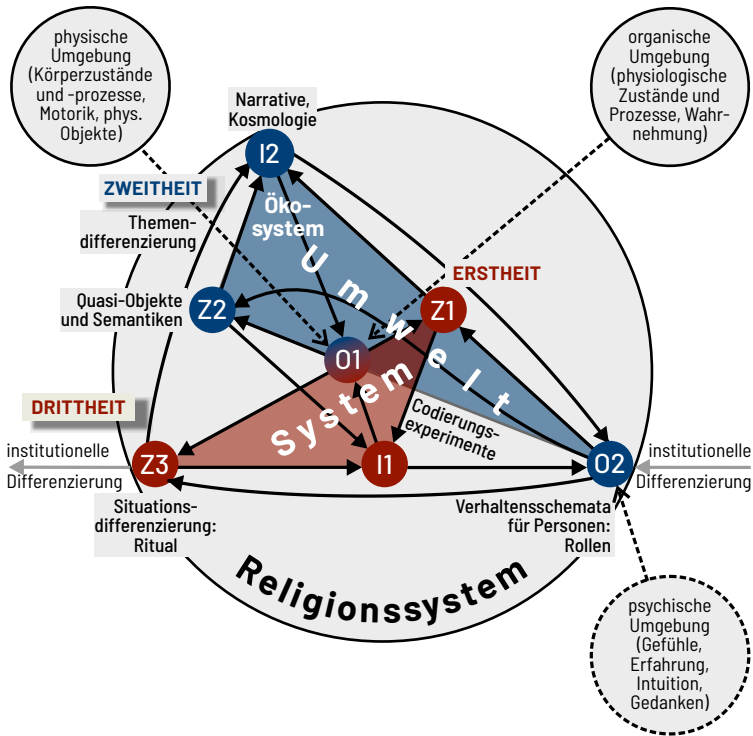 physische
Umgebung
(Körperzustände
und -prozesse,
Motorik, phys.
Objekte)
organische
Umgebung
(physiologische
Zustände und
Prozesse, Wahr-
nehmung)
Narrative,
Kosmologie
I2
ZWEITHEIT
Themen-
differenzierung
Öko-
system
Umwelt
ERSTHEIT
Quasi-Objekte
und Semantiken
Z2
Z1
O1
System
DRITTHEIT
Codierungs-
experimente
institutionelle
Differenzierung
Z3
I1
O2
institutionelle
Differenzierung
Situations-
differenzierung:
Ritual
Verhaltensschemata
für Personen:
Rollen
Religionssystem
psychische
Umgebung
(Gefühle,
Erfahrung,
Intuition,
Gedanken)